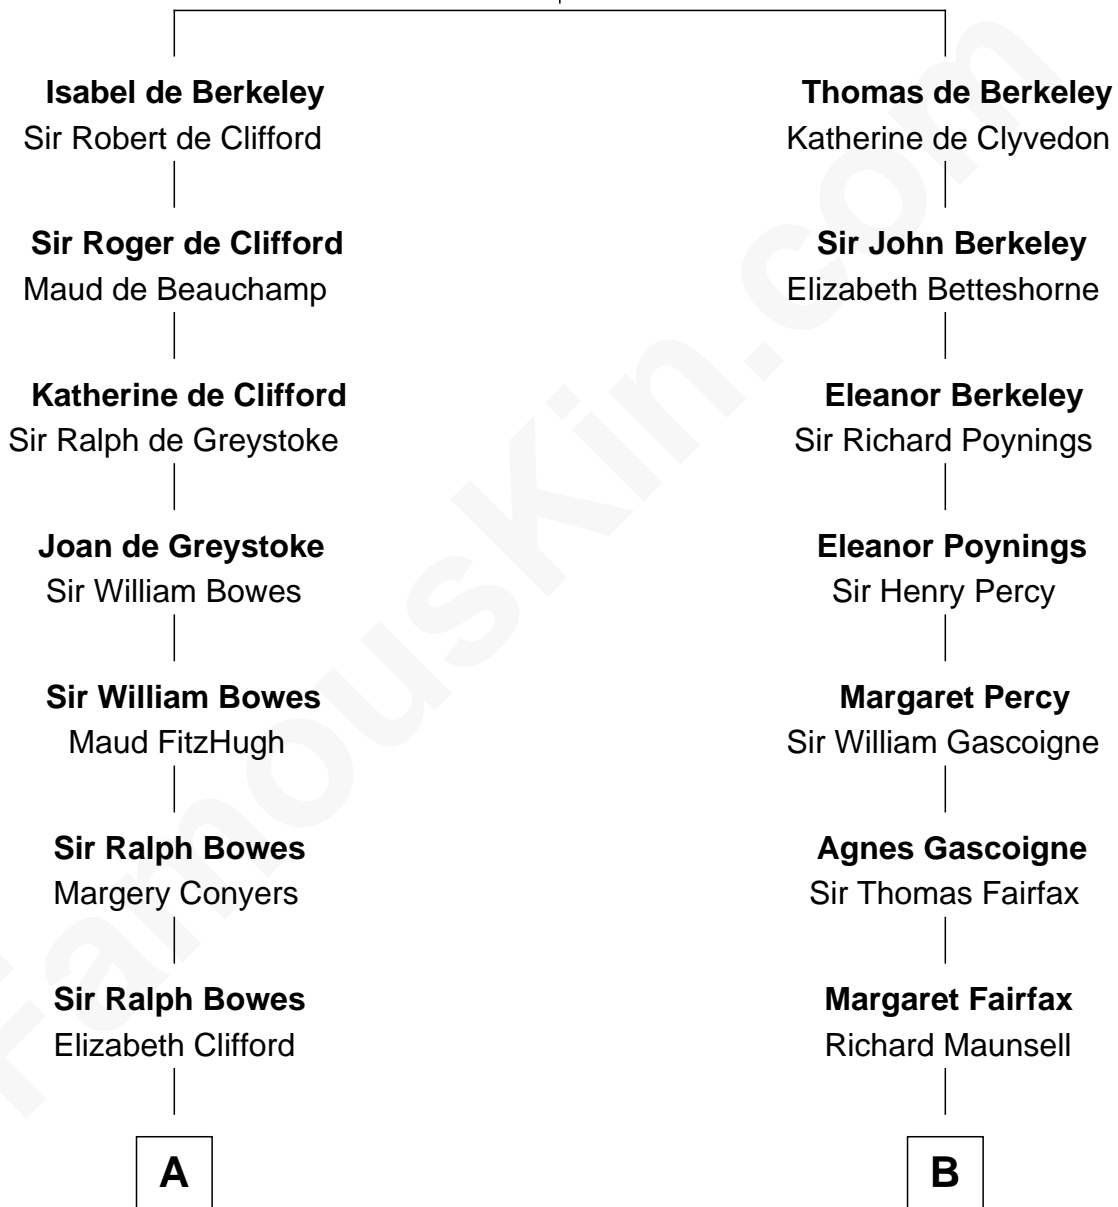 Isabel de Berkeley
Sir Robert de Clifford
Sir Roger de Clifford
Maud de Beauchamp
Katherine de Clifford
Sir Ralph de Greystoke
Joan de Greystoke
Sir William Bowes
Sir William Bowes
Maud FitzHugh
Sir Ralph Bowes
Margery Conyers
Sir Ralph Bowes
Elizabeth Clifford
A
Thomas de Berkeley
Katherine de Clyvedon
Sir John Berkeley
Elizabeth Betteshorne
Eleanor Berkeley
Sir Richard Poynings
Eleanor Poynings
Sir Henry Percy
Margaret Percy
Sir William Gascoigne
Agnes Gascoigne
Sir Thomas Fairfax
Margaret Fairfax
Richard Maunsell
B
FamousKin.com